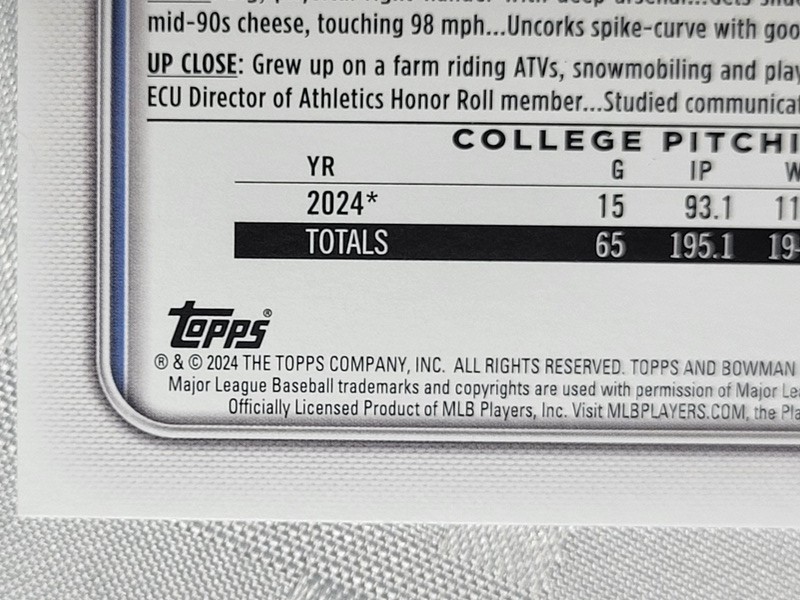 mid-90s cheese, touching 98 mph...Uncorks spike-curve with goo
UP CLOSE: Grew up on a farm riding ATVs, snowmobiling and play
ECU Director of Athletics Honor Roll member...Studied communicat
COLLEGE PITCHI
YR G IP W
2024* 15 93.1 11
TOTALS 65 195.1 19-
topps®
® & © 2024 THE TOPPS COMPANY, INC. ALL RIGHTS RESERVED. TOPPS AND BOWMAN
Major League Baseball trademarks and copyrights are used with permission of Major Lea
Officially Licensed Product of MLB Players, Inc. Visit MLBPLAYERS.COM, the Pla